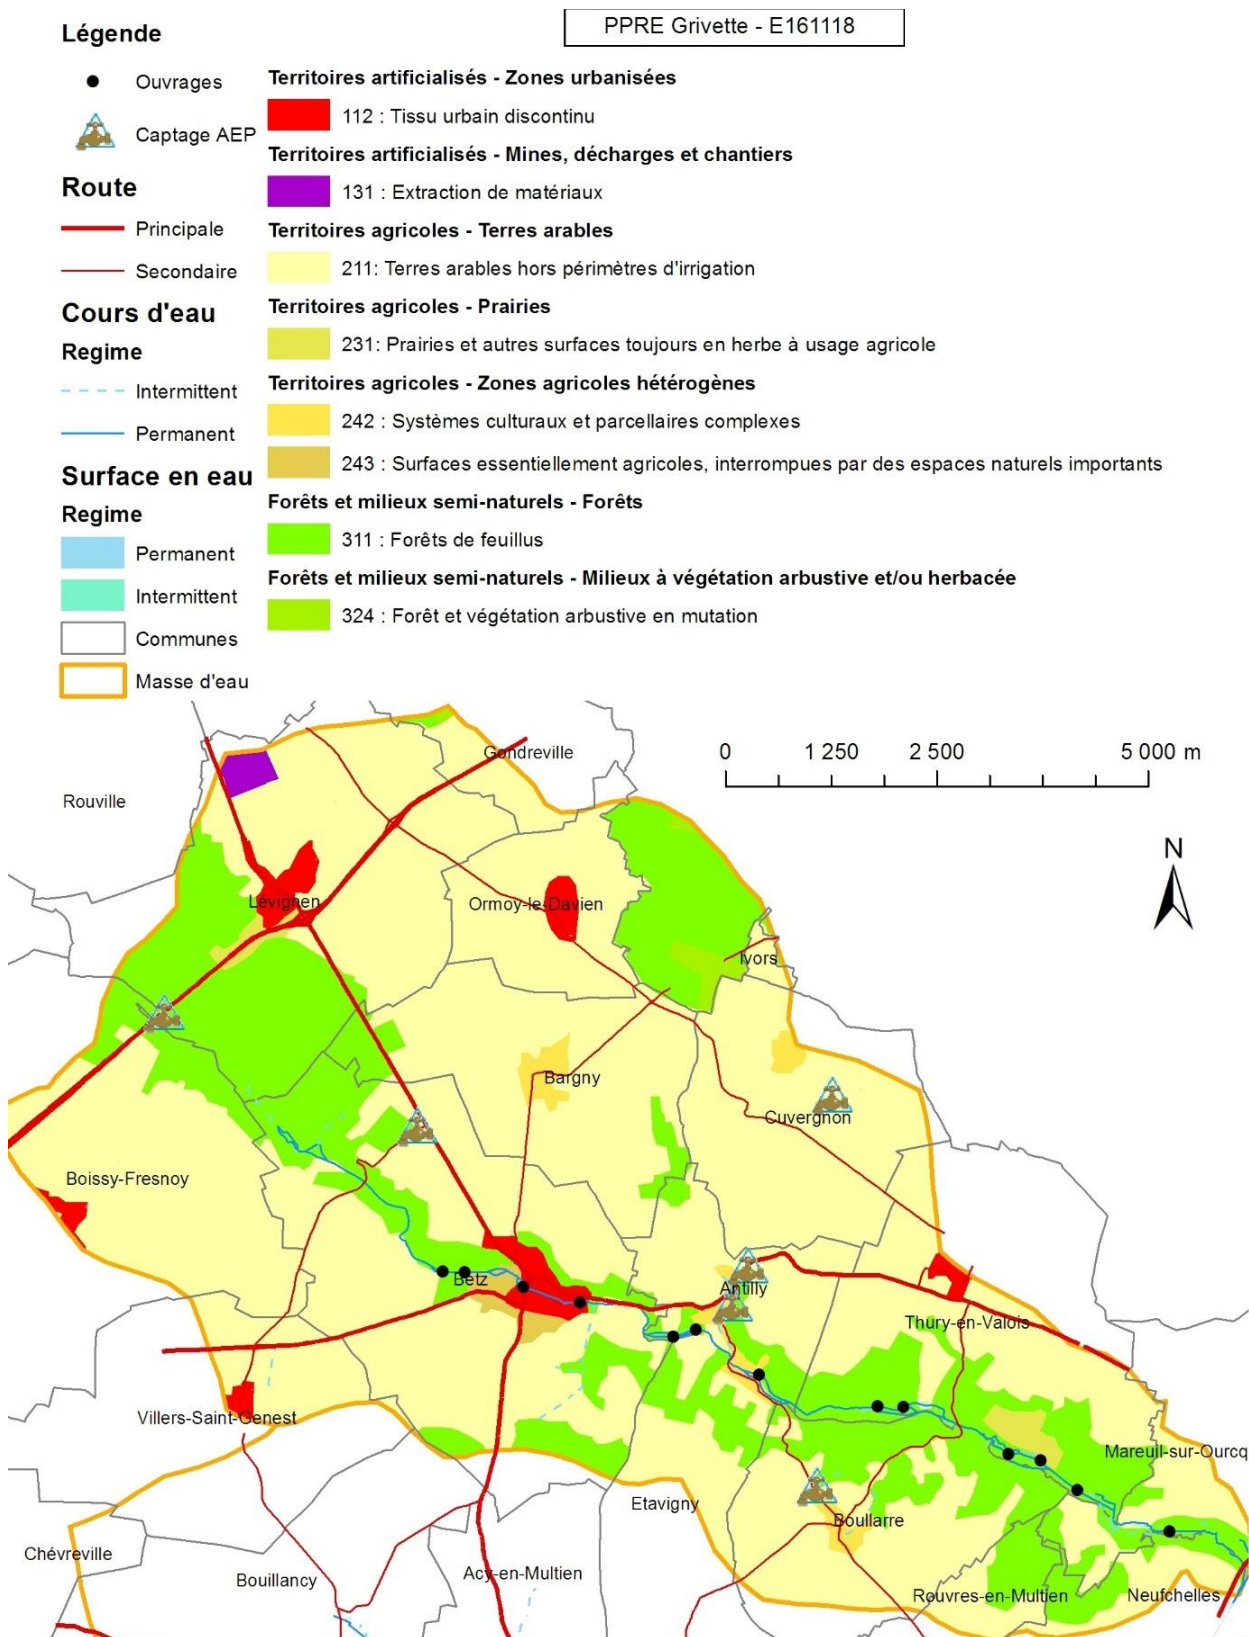 PPRE Grivette - E161118
Légende
Ouvrages
Captage AEP
Route
Principale
Secondaire
Cours d'eau
Regime
Intermittent
Permanent
Surface en eau
Regime
Permanent
Intermittent
Communes
Masse d'eau
Territoires artificialisés - Zones urbanisées
112 : Tissu urbain discontinu
Territoires artificialisés - Mines, décharges et chantiers
131 : Extraction de matériaux
Territoires agricoles - Terres arables
211: Terres arables hors périmètres d'irrigation
Territoires agricoles - Prairies
231: Prairies et autres surfaces toujours en herbe à usage agricole
Territoires agricoles - Zones agricoles hétérogènes
242 : Systèmes culturaux et parcellaires complexes
243 : Surfaces essentiellement agricoles, interrompues par des espaces naturels importants
Forêts et milieux semi-naturels - Forêts
311 : Forêts de feuillus
Forêts et milieux semi-naturels - Milieux à végétation arbustive et/ou herbacée
324 : Forêt et végétation arbustive en mutation
0 1 250 2 500 5 000 m
N
Gondreville
Rouville
Lévignen
Ormoy-le-Davien
Ivors
Bargny
Cuvergnon
Boissy-Fresnoy
Betz
Antilly
Thury-en-Valois
Villers-Saint-Genest
Mareuil-sur-Ourcq
Etavigny
Boullarre
Chévreville
Bouillancy
Acy-en-Multien
Rouvres-en-Multien
Neufchelles